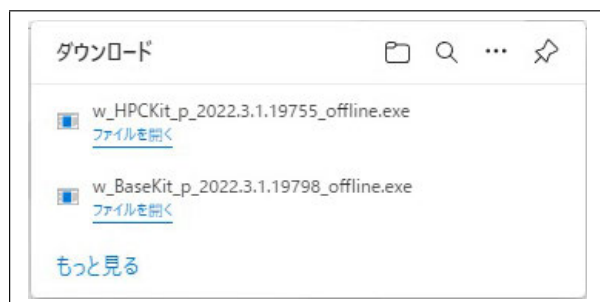 ダウンロード
w_HPCKit_p_2022.3.1.19755_offline.exe
ファイルを開く
w_BaseKit_p_2022.3.1.19798_offline.exe
ファイルを開く
もっと見る